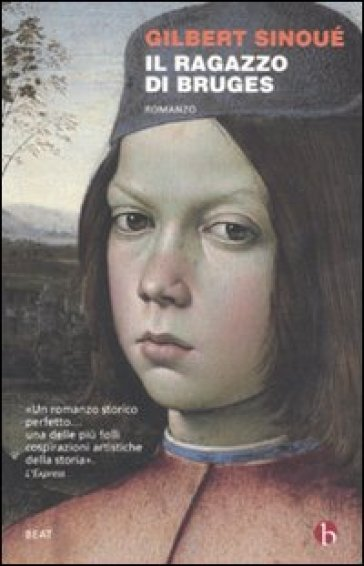 GILBERT SINOUÉ
IL RAGAZZO
DI BRUGES
ROMANZO
«Un romanzo storico
perfetto...
una delle più folli
cospirazioni artistiche
della storia».
L'Express
BEAT
b